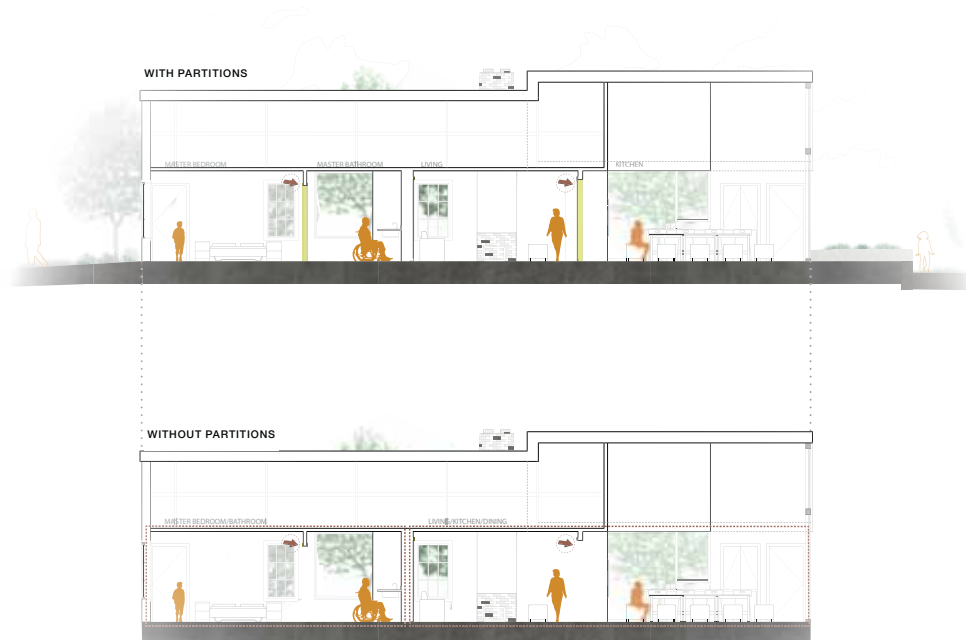 WITH PARTITIONS
MASTER BEDROOM
MASTER BATHROOM
LIVING
KITCHEN
WITHOUT PARTITIONS
MASTER BEDROOM/BATHROOM
LIVING/KITCHEN/DINING